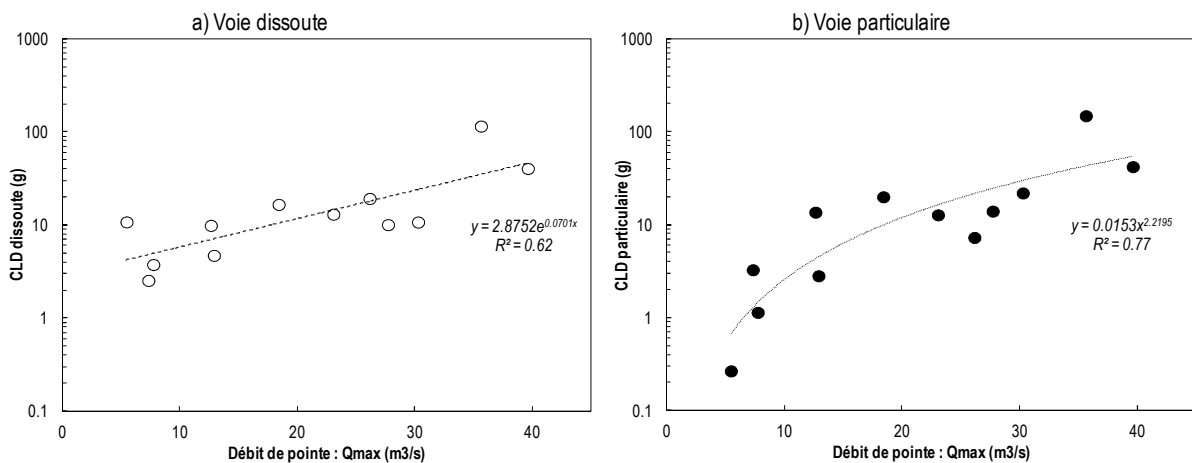 a) Voie dissoute
1000
100
10
1
0.1
CLD dissoute (g)
y = 2.8752e^0.0701x
R² = 0.62
0 10 20 30 40
Débit de pointe : Qmax (m3/s)
b) Voie particulaire
1000
100
10
1
0.1
CLD particulaire (g)
y = 0.0153x^2.2195
R² = 0.77
0 10 20 30 40
Débit de pointe : Qmax (m3/s)